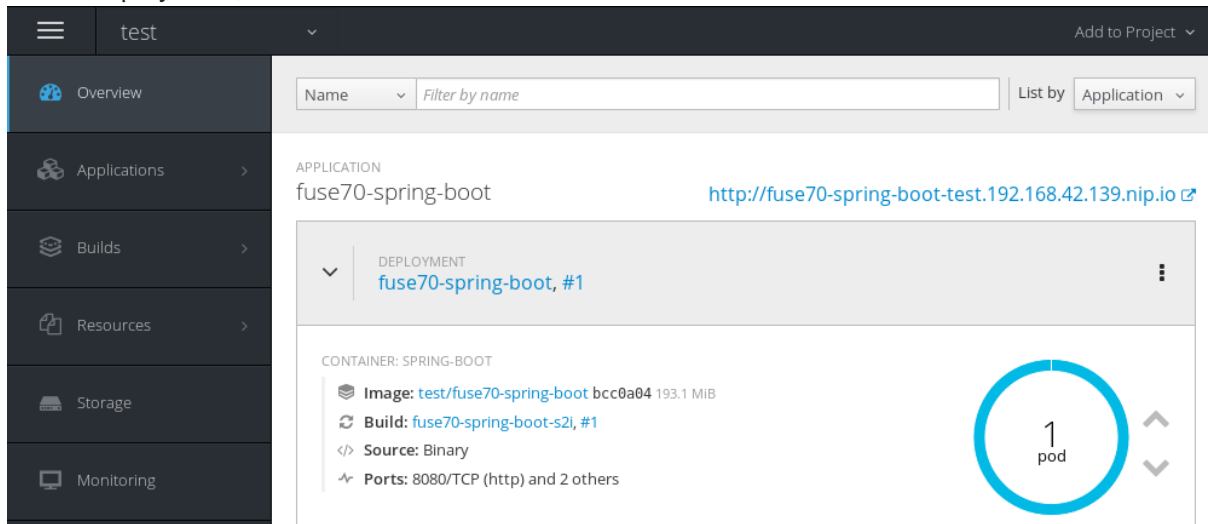 test
Add to Project
Overview
Name
Filter by name
List by
Application
Applications
APPLICATION
fuse70-spring-boot
http://fuse70-spring-boot-test.192.168.42.139.nip.io
Builds
DEPLOYMENT
fuse70-spring-boot, #1
Resources
CONTAINER: SPRING-BOOT
Image: test/fuse70-spring-boot bcc0a04 193.1 MiB
Storage
Build: fuse70-spring-boot-s2i, #1
Source: Binary
1
pod
Monitoring
Ports: 8080/TCP (http) and 2 others